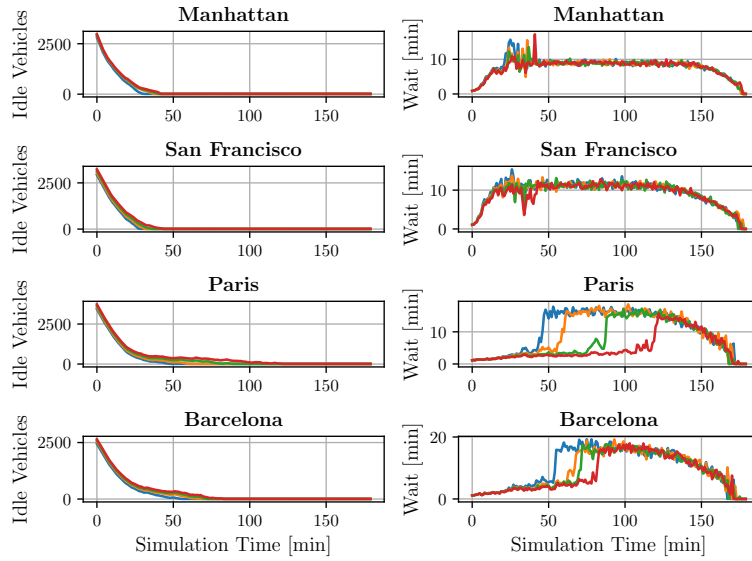 Manhattan
Idle Vehicles
2500
0
0 50 100 150
Manhattan
Wait [min]
10
0
0 50 100 150
San Francisco
Idle Vehicles
2500
0
0 50 100 150
San Francisco
Wait [min]
10
0
0 50 100 150
Paris
Idle Vehicles
2500
0
0 50 100 150
Paris
Wait [min]
10
0
0 50 100 150
Barcelona
Idle Vehicles
2500
0
0 50 100 150
Simulation Time [min]
Barcelona
Wait [min]
20
0
0 50 100 150
Simulation Time [min]